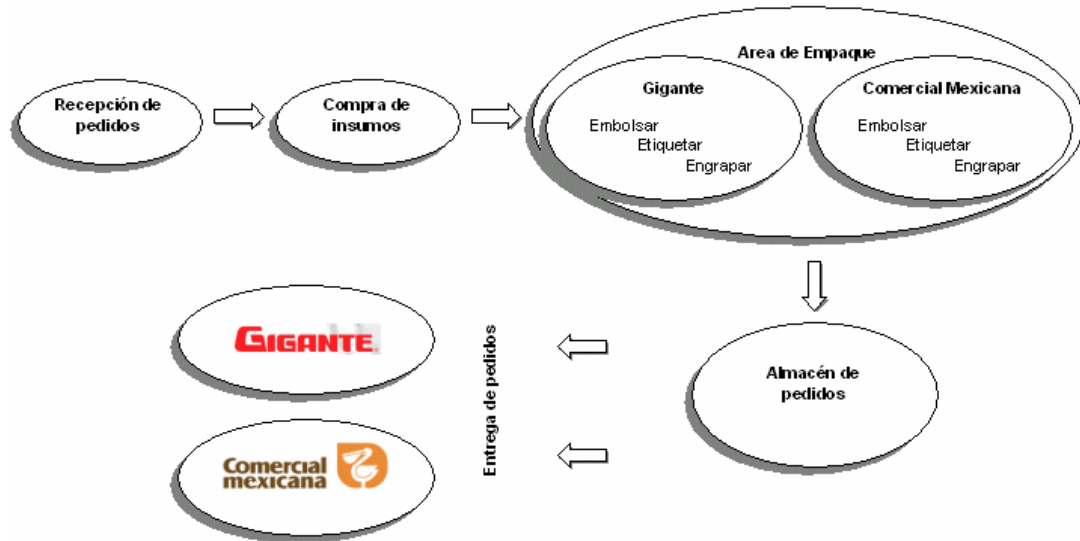 Recepción de
pedidos
Compra de
insumos
Area de Empaque
Gigante
Embolsar
Etiquetar
Engrapar
Comercial Mexicana
Embolsar
Etiquetar
Engrapar
Almacén de
pedidos
Entrega de pedidos
GIGANTE
Comercial
mexicana